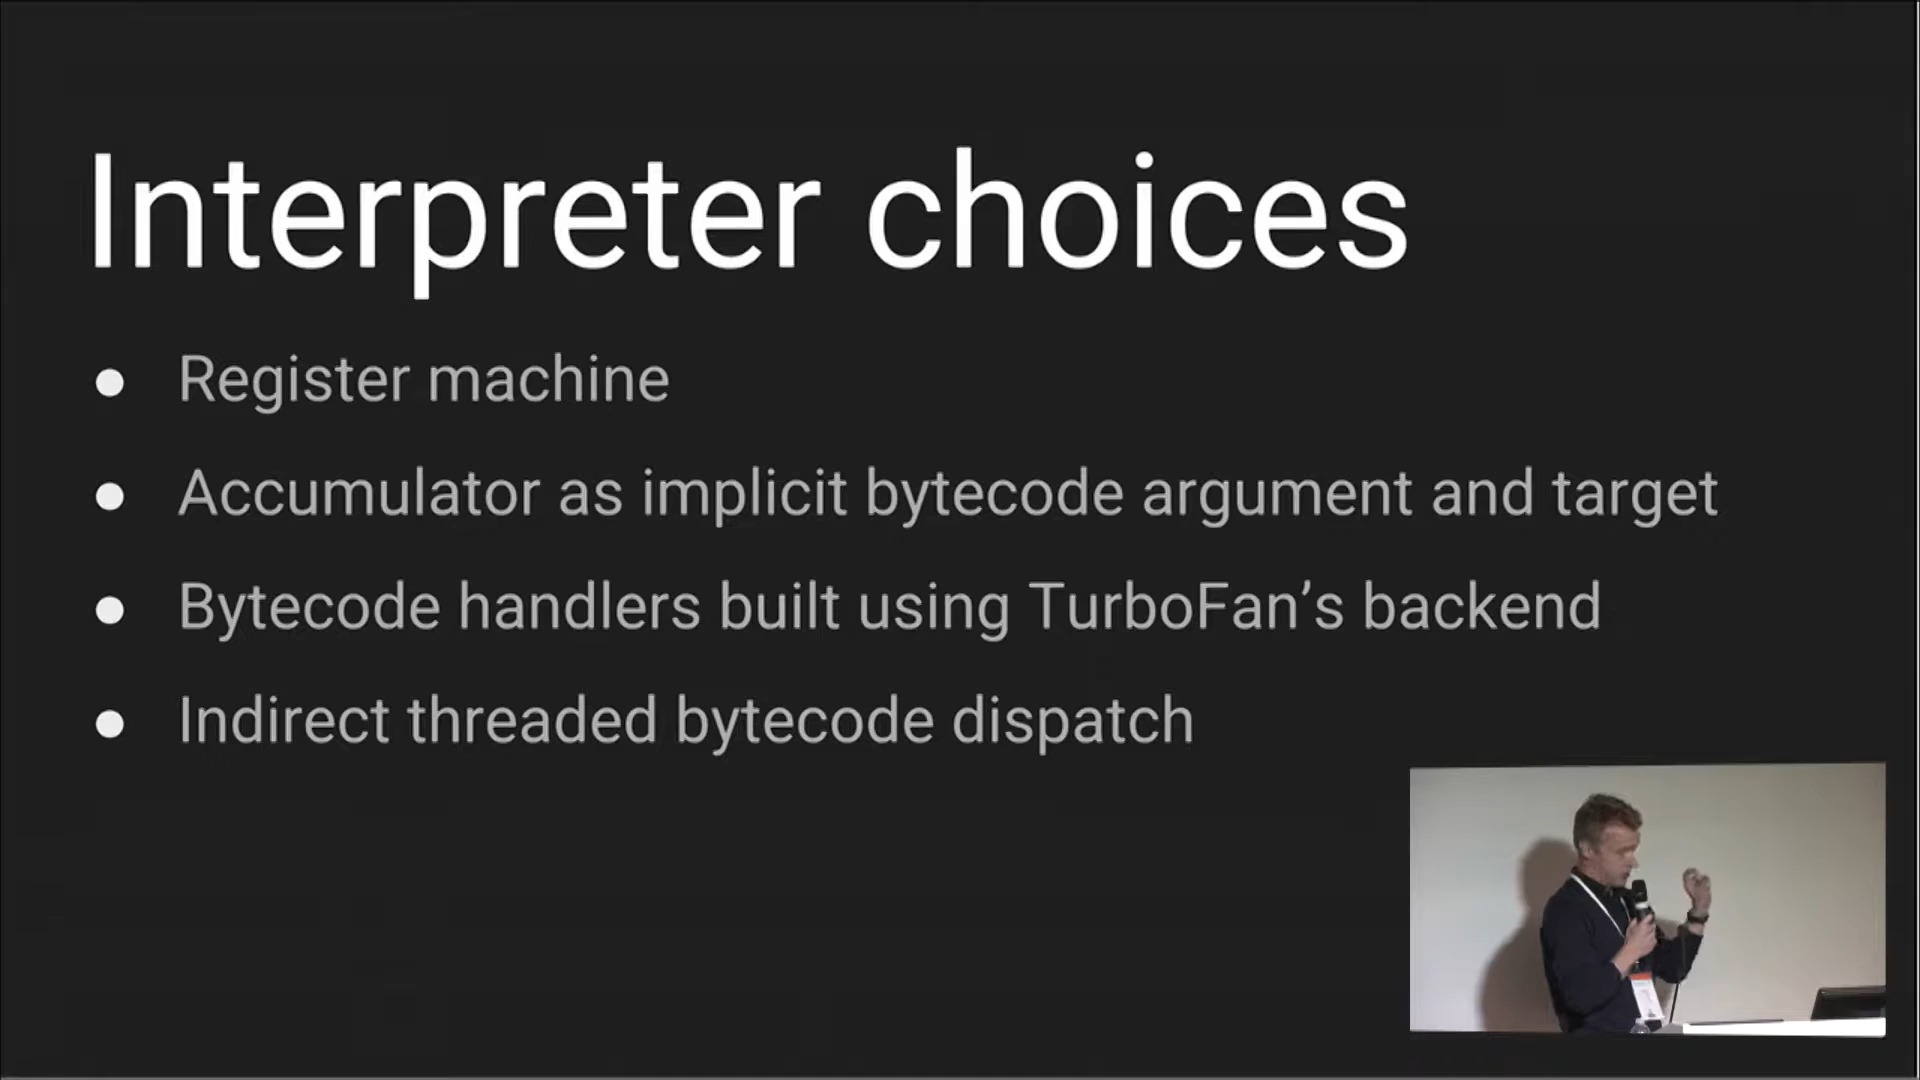 Interpreter choices
● Register machine
● Accumulator as implicit bytecode argument and target
● Bytecode handlers built using TurboFan’s backend
● Indirect threaded bytecode dispatch